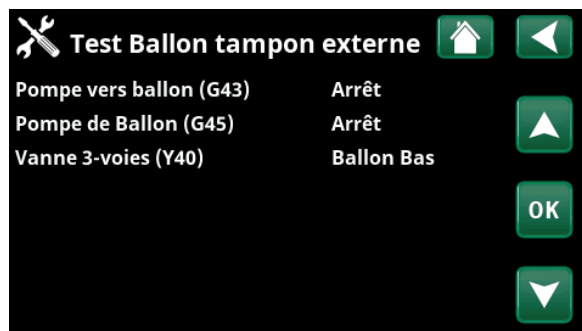 Test Ballon tampon externe
Pompe vers ballon (G43) Arrêt
Pompe de Ballon (G45) Arrêt
Vanne 3-voies (Y40) Ballon Bas
OK